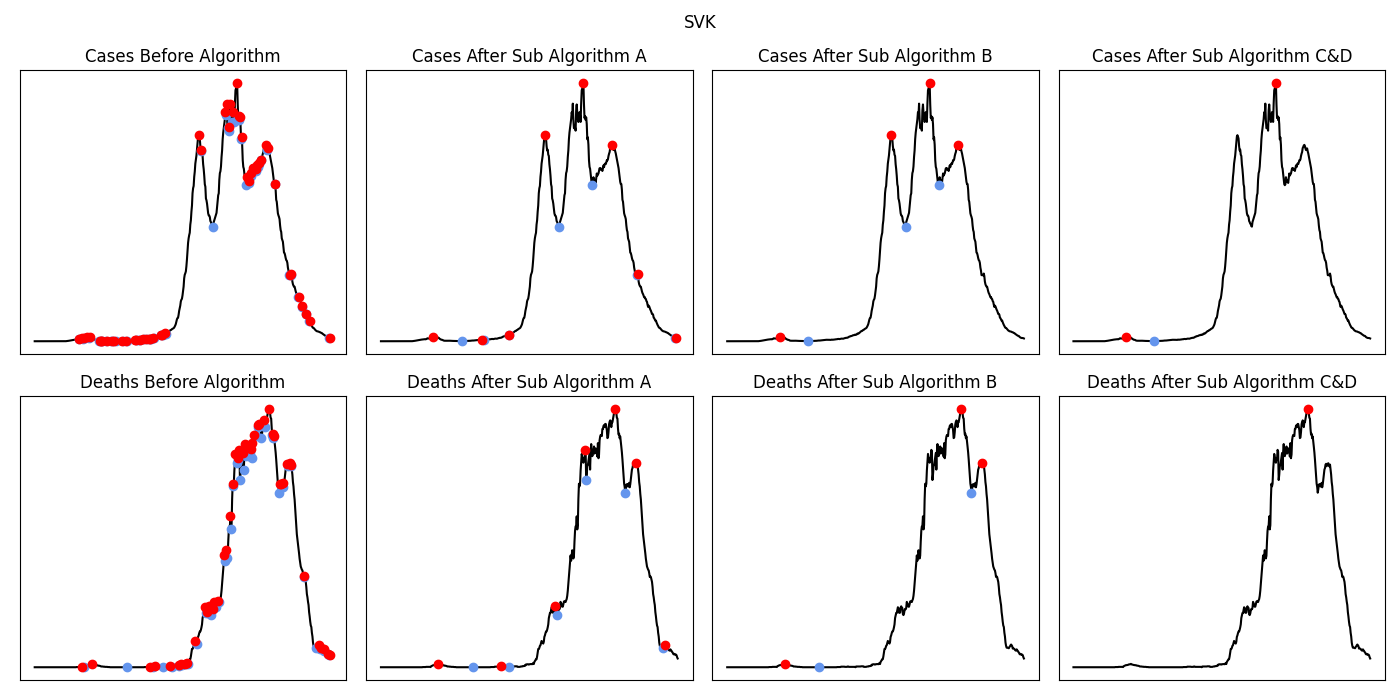 SVK
Cases Before Algorithm
Cases After Sub Algorithm A
Cases After Sub Algorithm B
Cases After Sub Algorithm C&D
Deaths Before Algorithm
Deaths After Sub Algorithm A
Deaths After Sub Algorithm B
Deaths After Sub Algorithm C&D